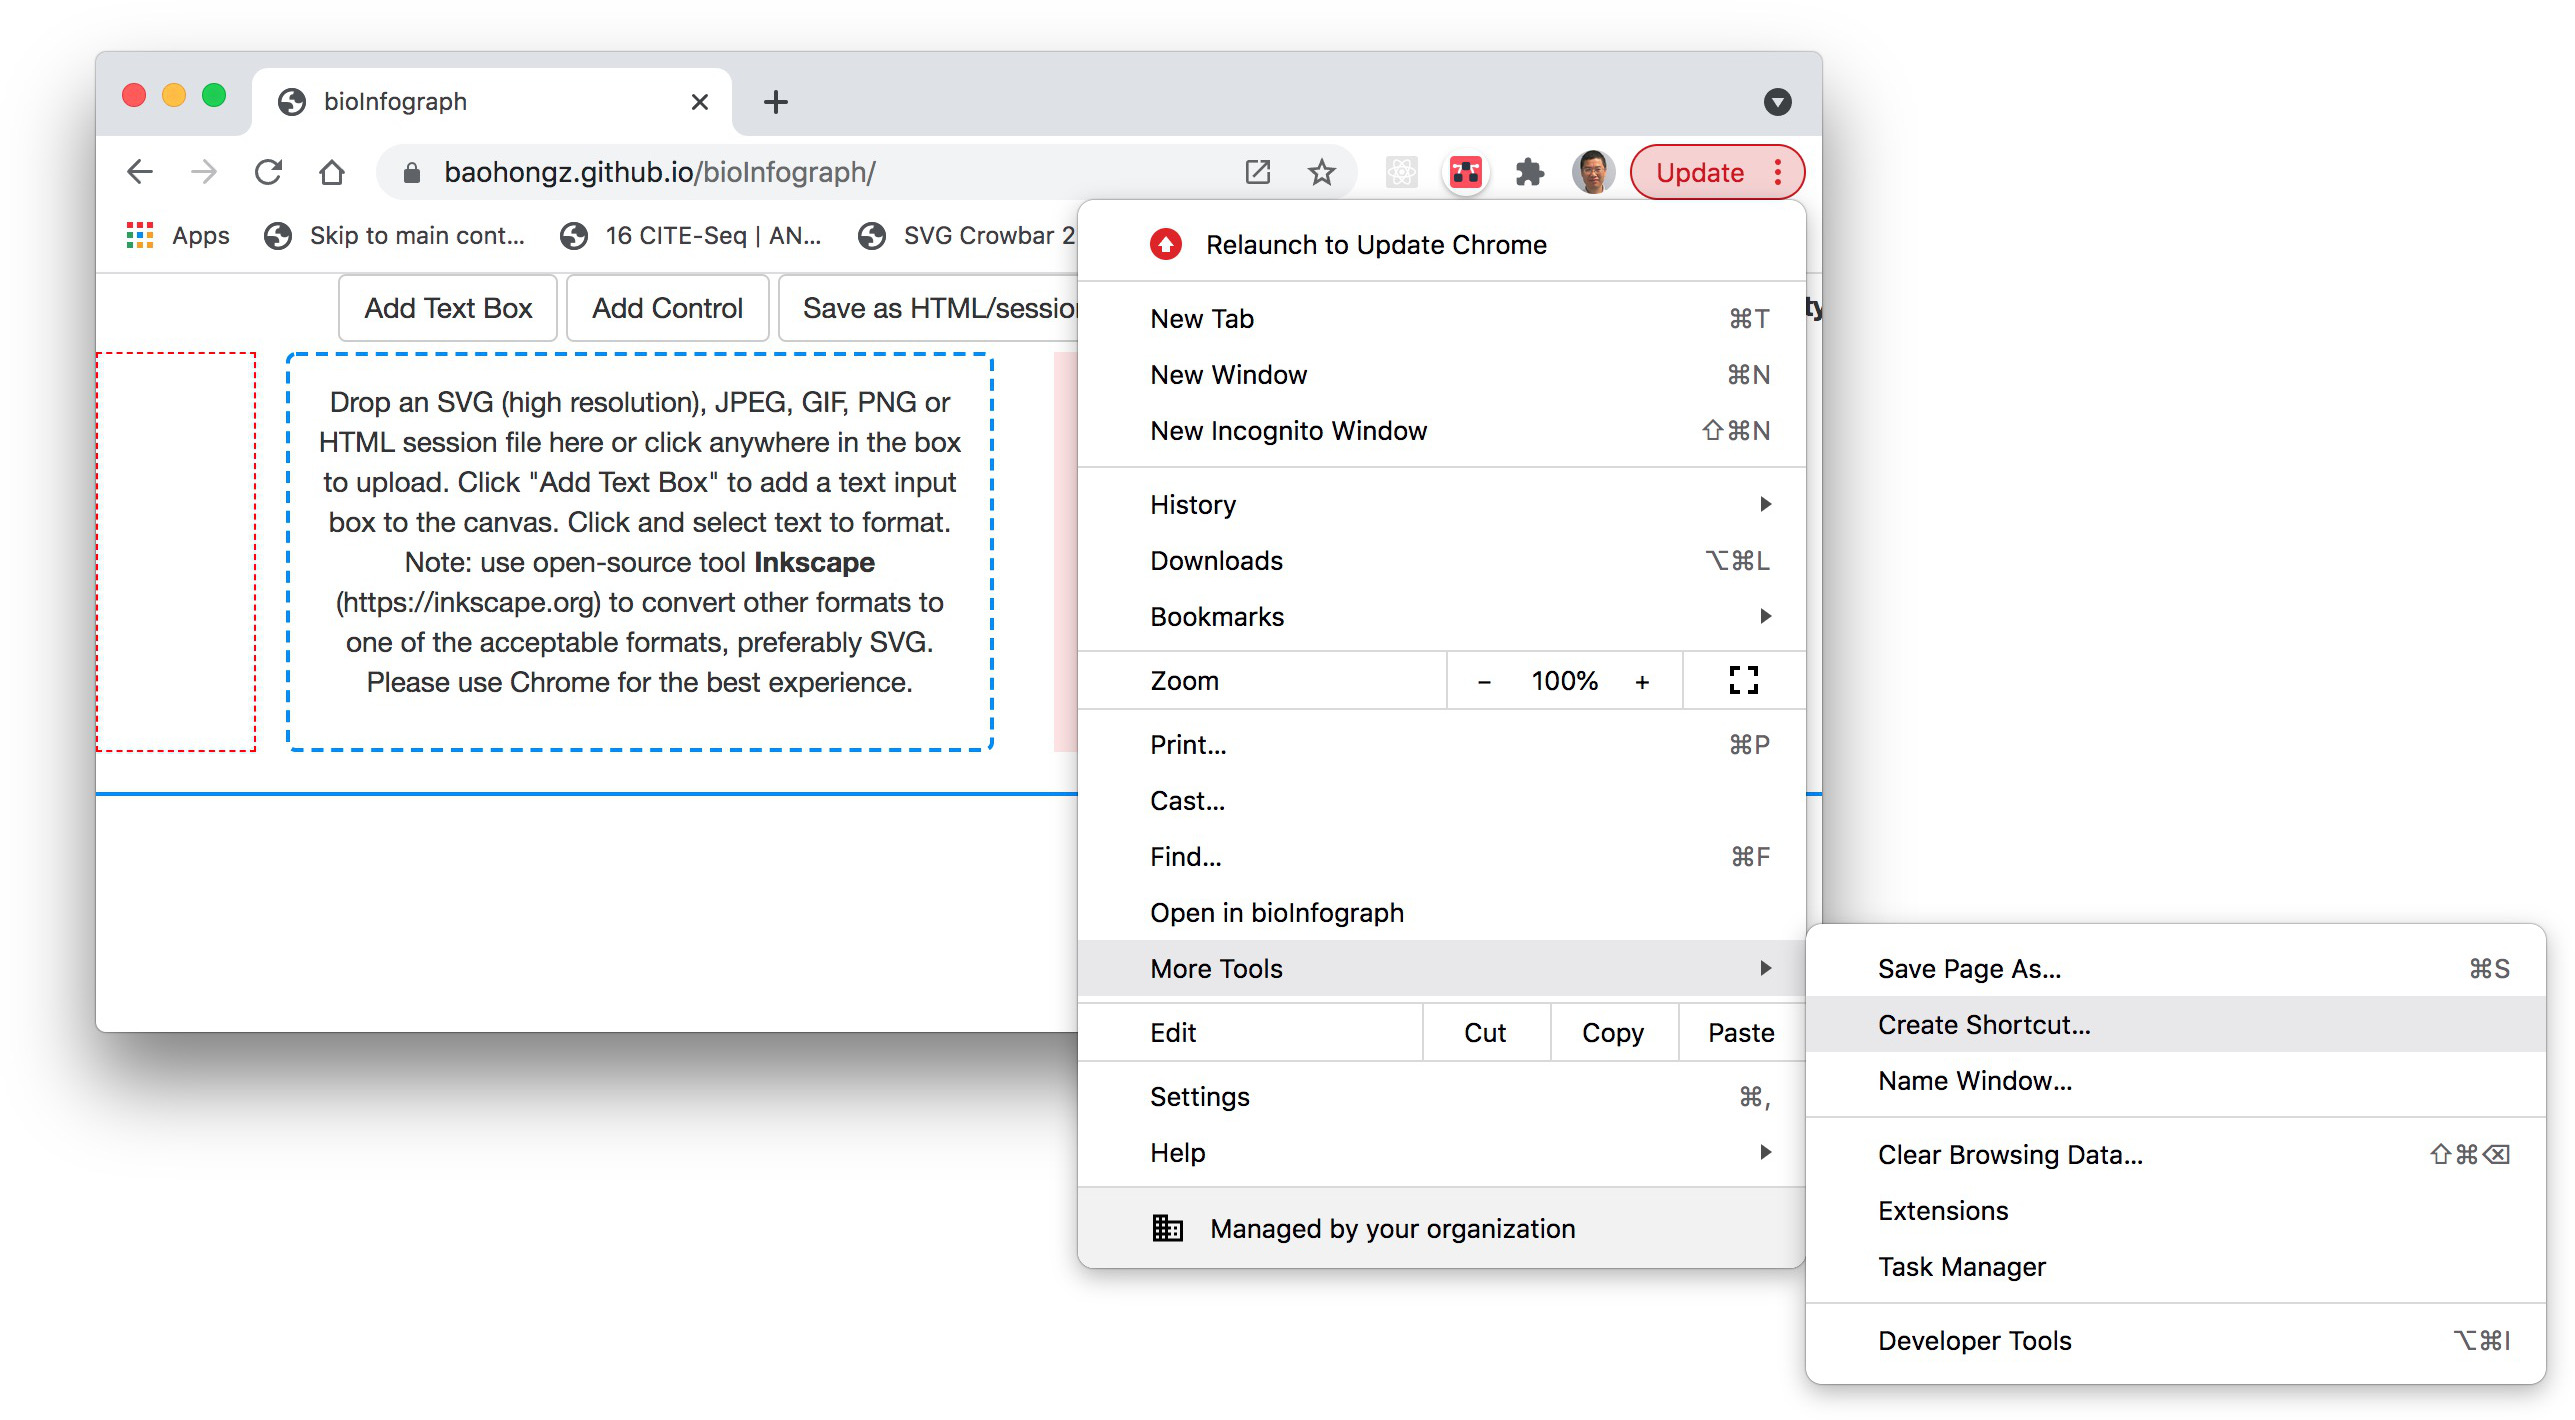 bioInfograph
baohongz.github.io/bioInfograph/
Update
Apps
Skip to main cont...
16 CITE-Seq | AN...
SVG Crowbar 2
Add Text Box
Add Control
Save as HTML/session
ty
Drop an SVG (high resolution), JPEG, GIF, PNG or
HTML session file here or click anywhere in the box
to upload. Click "Add Text Box" to add a text input
box to the canvas. Click and select text to format.
Note: use open-source tool Inkscape
(https://inkscape.org) to convert other formats to
one of the acceptable formats, preferably SVG.
Please use Chrome for the best experience.
Relaunch to Update Chrome
New Tab ⌘T
New Window ⌘N
New Incognito Window ⇧⌘N
History
Downloads ⌥⌘L
Bookmarks
Zoom - 100% +
Print... ⌘P
Cast...
Find... ⌘F
Open in bioInfograph
More Tools
Edit Cut Copy Paste
Settings ⌘,
Help
Managed by your organization
Save Page As... ⌘S
Create Shortcut...
Name Window...
Clear Browsing Data... ⇧⌘⌫
Extensions
Task Manager
Developer Tools ⌥⌘I